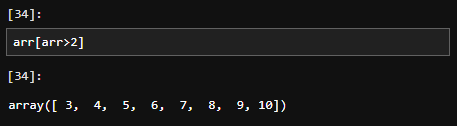 [34]:
arr[arr>2]
[34]:
array([ 3,  4,  5,  6,  7,  8,  9, 10])